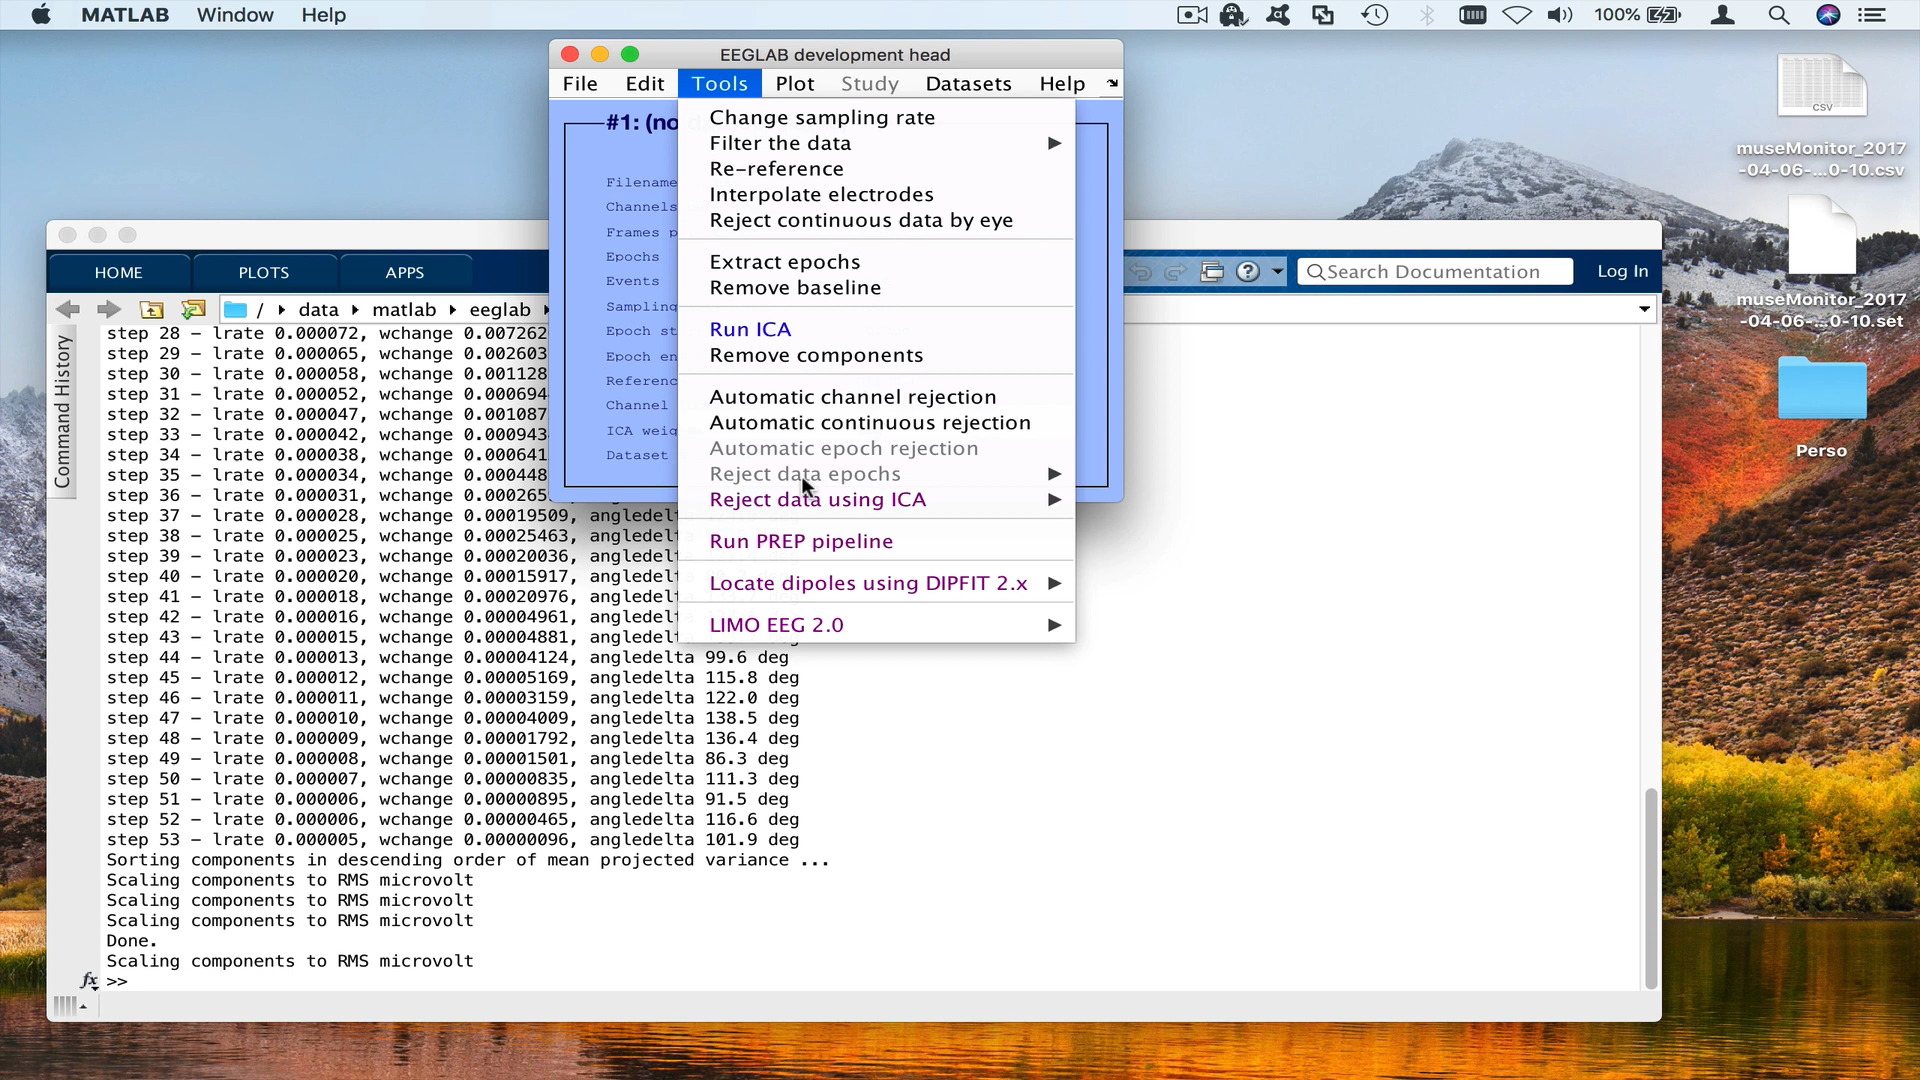 MATLAB Window Help
100%
EEGLAB development head
File Edit Tools Plot Study Datasets Help
#1: (no
Filename
Channels
Frames p
Epochs
Events
Sampling
Epoch st
Epoch en
Referenc
Channel
ICA weig
Dataset
Change sampling rate
Filter the data
Re-reference
Interpolate electrodes
Reject continuous data by eye
Extract epochs
Remove baseline
Run ICA
Remove components
Automatic channel rejection
Automatic continuous rejection
Automatic epoch rejection
Reject data epochs
Reject data using ICA
Run PREP pipeline
Locate dipoles using DIPFIT 2.x
LIMO EEG 2.0
HOME PLOTS APPS
Search Documentation Log In
/ data matlab eeglab
Command History
step 28 - lrate 0.000072, wchange 0.00726
step 29 - lrate 0.000065, wchange 0.002603
step 30 - lrate 0.000058, wchange 0.001128
step 31 - lrate 0.000052, wchange 0.00069
step 32 - lrate 0.000047, wchange 0.001087
step 33 - lrate 0.000042, wchange 0.00094
step 34 - lrate 0.000038, wchange 0.000641
step 35 - lrate 0.000034, wchange 0.000448
step 36 - lrate 0.000031, wchange 0.00026
step 37 - lrate 0.000028, wchange 0.00019509, angledelt
step 38 - lrate 0.000025, wchange 0.00025463, angledelt
step 39 - lrate 0.000023, wchange 0.00020036, angledelt
step 40 - lrate 0.000020, wchange 0.00015917, angledelt
step 41 - lrate 0.000018, wchange 0.00020976, angledelt
step 42 - lrate 0.000016, wchange 0.00004961, angledelt
step 43 - lrate 0.000015, wchange 0.00004881, angledelt
step 44 - lrate 0.000013, wchange 0.00004124, angledelta 99.6 deg
step 45 - lrate 0.000012, wchange 0.00005169, angledelta 115.8 deg
step 46 - lrate 0.000011, wchange 0.00003159, angledelta 122.0 deg
step 47 - lrate 0.000010, wchange 0.00004009, angledelta 138.5 deg
step 48 - lrate 0.000009, wchange 0.00001792, angledelta 136.4 deg
step 49 - lrate 0.000008, wchange 0.00001501, angledelta 86.3 deg
step 50 - lrate 0.000007, wchange 0.00000835, angledelta 111.3 deg
step 51 - lrate 0.000006, wchange 0.00000895, angledelta 91.5 deg
step 52 - lrate 0.000006, wchange 0.00000465, angledelta 116.6 deg
step 53 - lrate 0.000005, wchange 0.00000096, angledelta 101.9 deg
Sorting components in descending order of mean projected variance ...
Scaling components to RMS microvolt
Scaling components to RMS microvolt
Scaling components to RMS microvolt
Done.
Scaling components to RMS microvolt
fx >>
CSV
museMonitor_2017
-04-06-...0-10.csv
museMonitor_2017
-04-06-...0-10.set
Perso